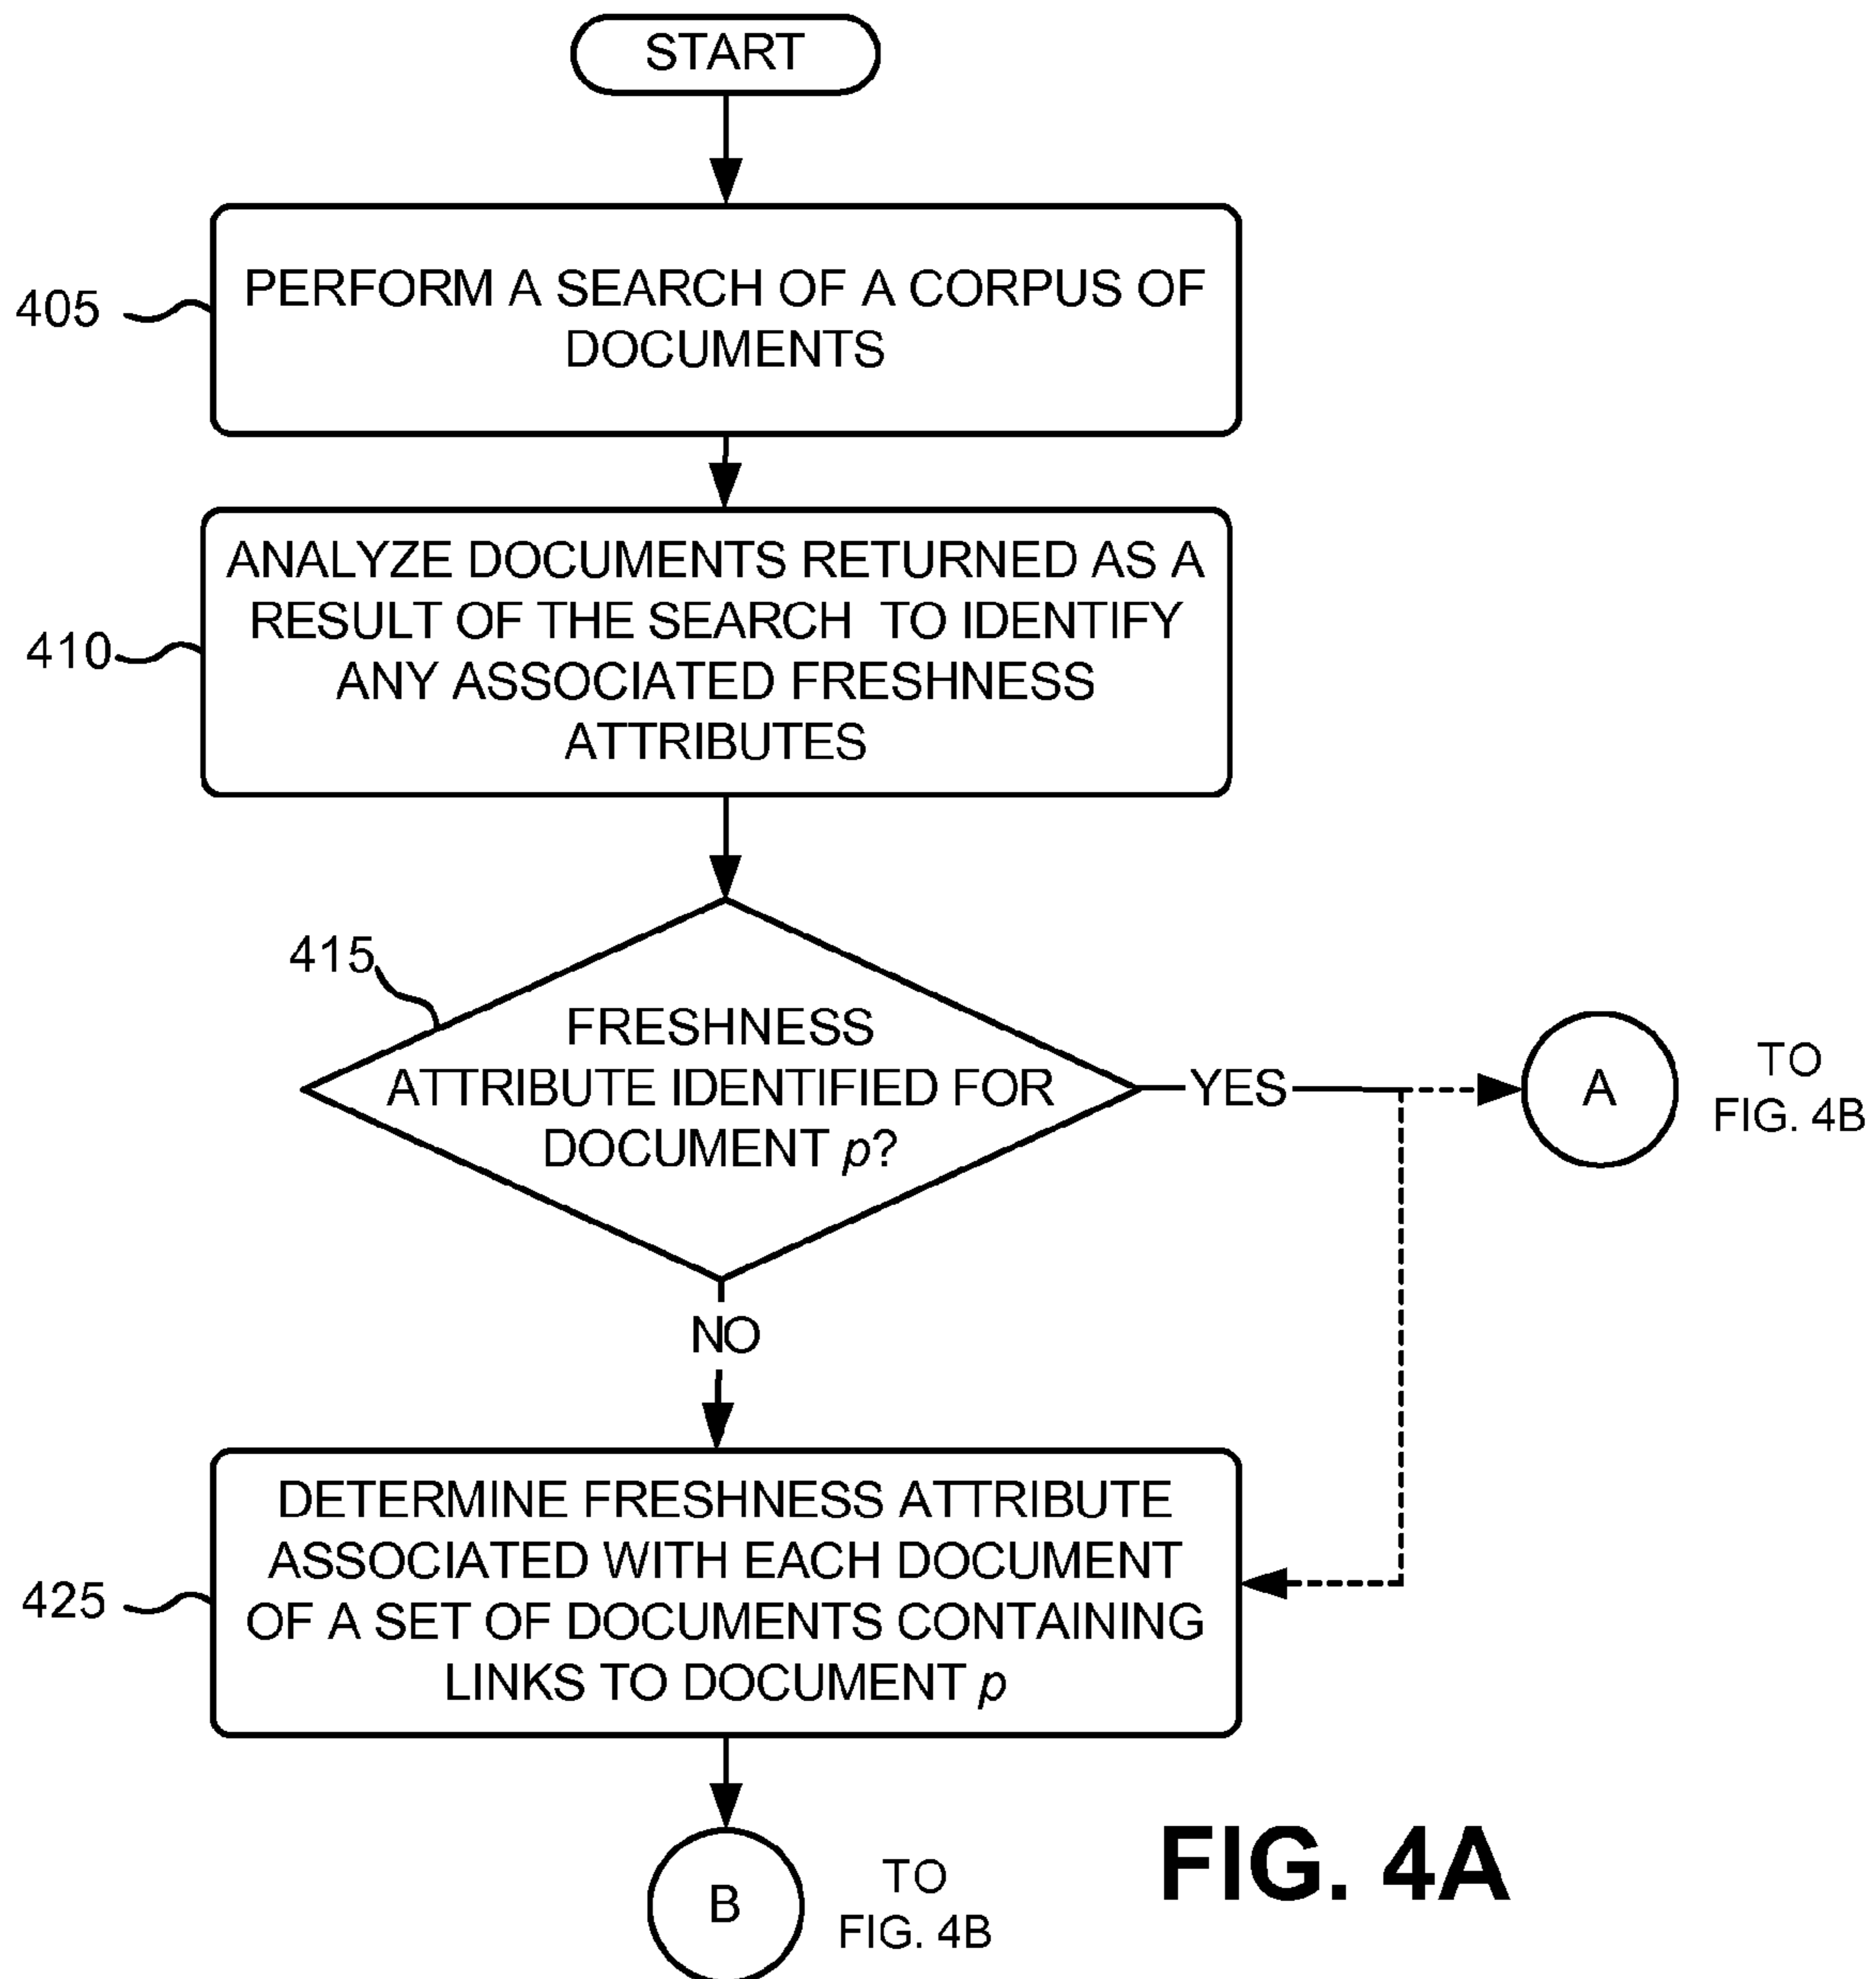 START
405
PERFORM A SEARCH OF A CORPUS OF
DOCUMENTS
410
ANALYZE DOCUMENTS RETURNED AS A
RESULT OF THE SEARCH TO IDENTIFY
ANY ASSOCIATED FRESHNESS
ATTRIBUTES
415
FRESHNESS
ATTRIBUTE IDENTIFIED FOR
DOCUMENT p?
YES
A
TO
FIG. 4B
NO
425
DETERMINE FRESHNESS ATTRIBUTE
ASSOCIATED WITH EACH DOCUMENT
OF A SET OF DOCUMENTS CONTAINING
LINKS TO DOCUMENT p
B
TO
FIG. 4B
FIG. 4A